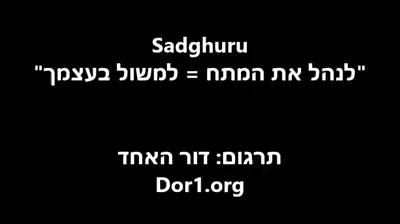 Sadghuru
"לנהל את המתח = למשול בעצמך"
תרגום: דור האחד
Dor1.org